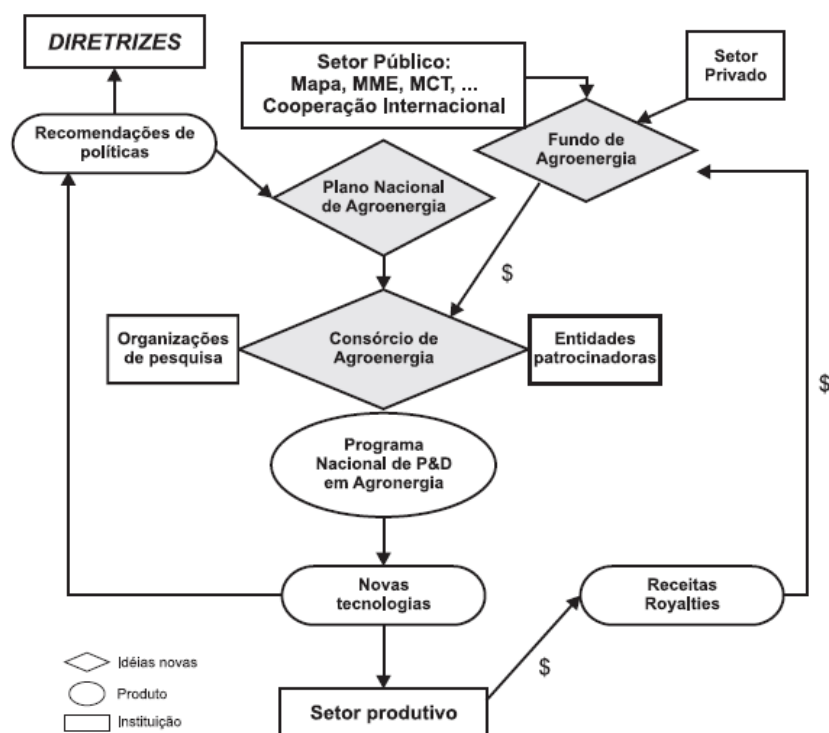 DIRETRIZES
Setor Público:
Mapa, MME, MCT, ...
Cooperação Internacional
Setor
Privado
Recomendações de
políticas
Fundo de
Agroenergia
Plano Nacional
de Agroenergia
$
Organizações
de pesquisa
Consórcio de
Agroenergia
Entidades
patrocinadoras
$
Programa
Nacional de P&D
em Agronergia
Novas
tecnologias
Receitas
Royalties
$
Setor produtivo
Idéias novas
Produto
Instituição